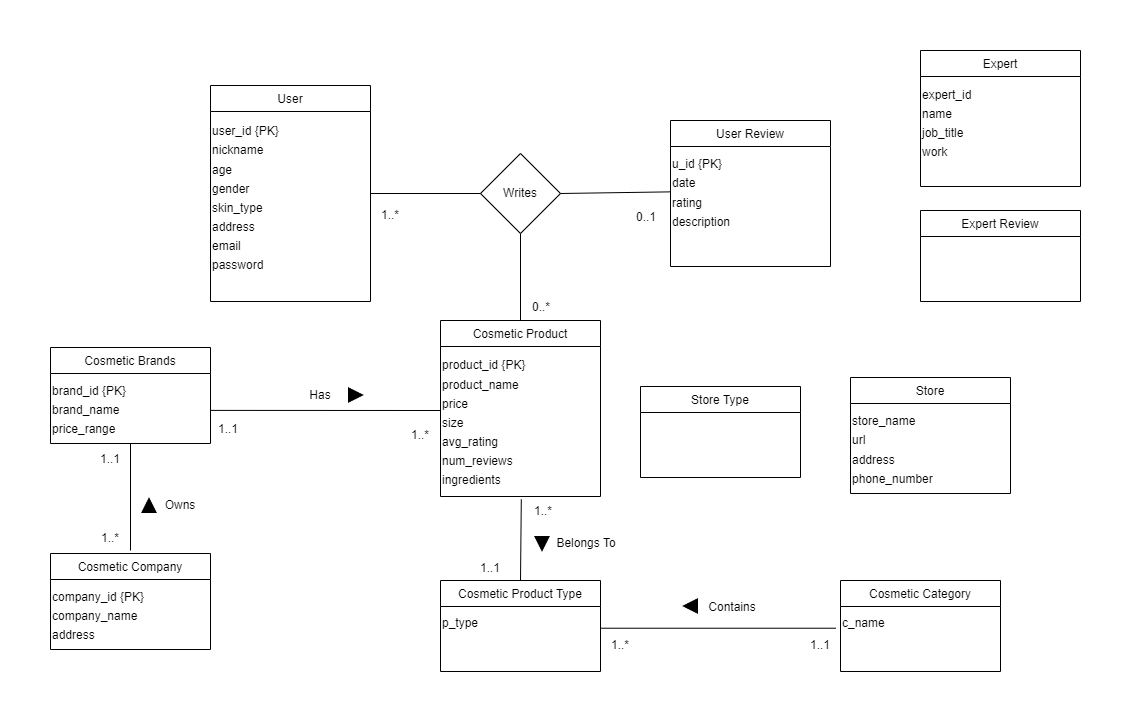 Expert
expert_id
name
job_title
work
User
user_id {PK}
nickname
age
gender
skin_type
address
email
password
User Review
u_id {PK}
date
rating
description
Writes
1..*
0..1
0..*
Expert Review
Cosmetic Product
product_id {PK}
product_name
price
size
avg_rating
num_reviews
ingredients
Cosmetic Brands
brand_id {PK}
brand_name
price_range
Has
1..1
1..*
Store Type
Store
store_name
url
address
phone_number
1..1
Owns
1..*
1..*
Belongs To
1..1
Cosmetic Company
company_id {PK}
company_name
address
Cosmetic Product Type
p_type
Contains
1..*
1..1
Cosmetic Category
c_name